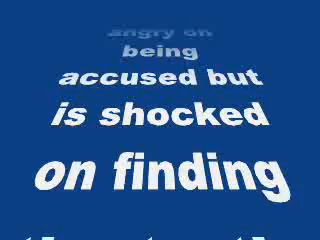 angry on
being
accused but
is shocked
on finding